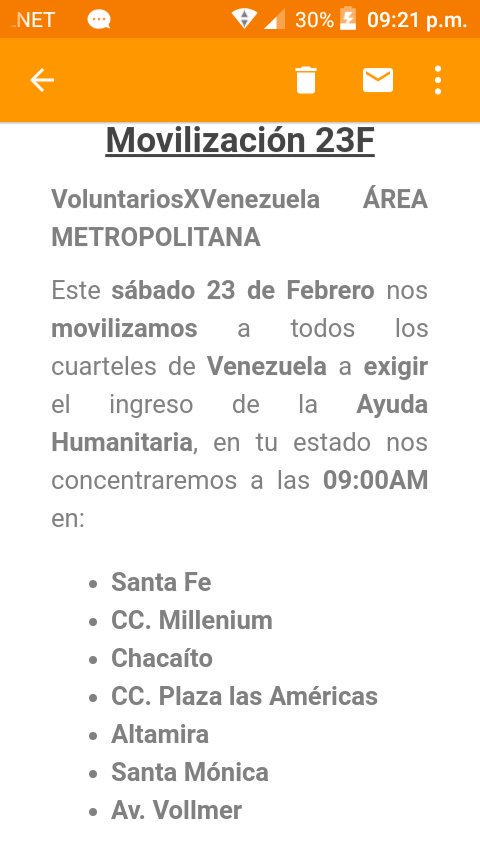 .NET 30% 09:21 p.m.
Movilización 23F
VoluntariosXVenezuela ÁREA
METROPOLITANA
Este sábado 23 de Febrero nos
movilizamos a todos los
cuarteles de Venezuela a exigir
el ingreso de la Ayuda
Humanitaria, en tu estado nos
concentraremos a las 09:00AM
en:
• Santa Fe
• CC. Millenium
• Chacaíto
• CC. Plaza las Américas
• Altamira
• Santa Mónica
• Av. Vollmer